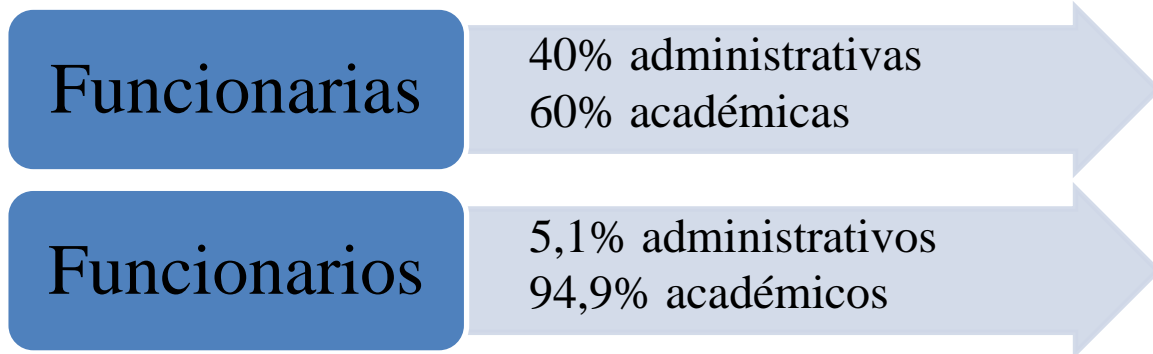 Funcionarias
40% administrativas
60% académicas
Funcionarios
5,1% administrativos
94,9% académicos